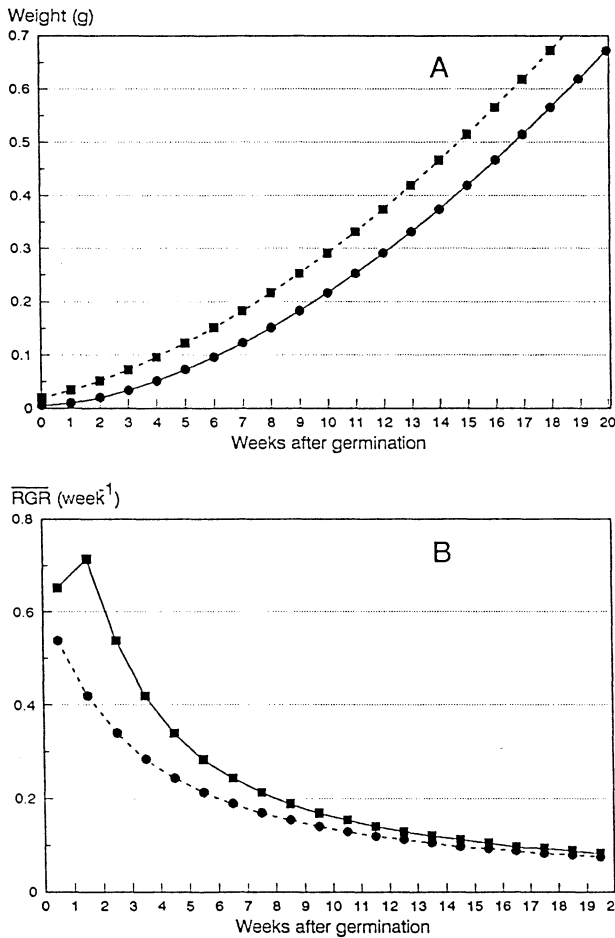 Weight (g)
0.7
A
0.6
0.5
0.4
0.3
0.2
0.1
0
0 1 2 3 4 5 6 7 8 9 10 11 12 13 14 15 16 17 18 19 20
Weeks after germination
RGR (week-1)
0.8
B
0.6
0.4
0.2
0
0 1 2 3 4 5 6 7 8 9 10 11 12 13 14 15 16 17 18 19 2
Weeks after germination